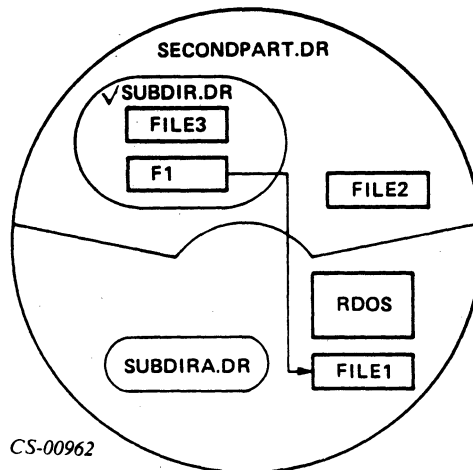 SECONDPART.DR
✓SUBDIR.DR
FILE3
F1
FILE2
RDOS
FILE1
SUBDIRA.DR
CS-00962